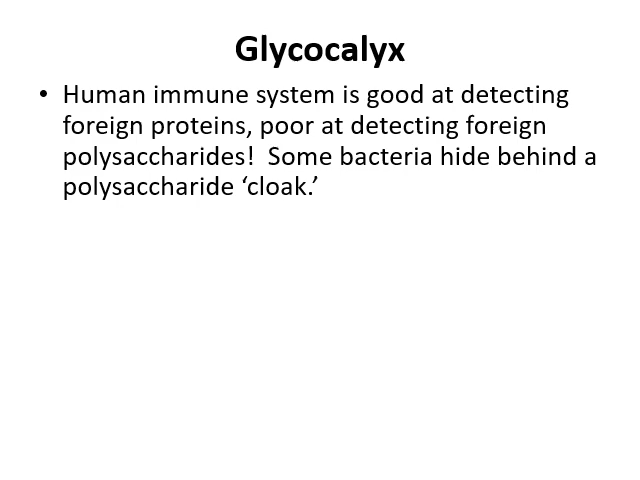 Glycocalyx
• Human immune system is good at detecting
foreign proteins, poor at detecting foreign
polysaccharides!  Some bacteria hide behind a
polysaccharide ‘cloak.’